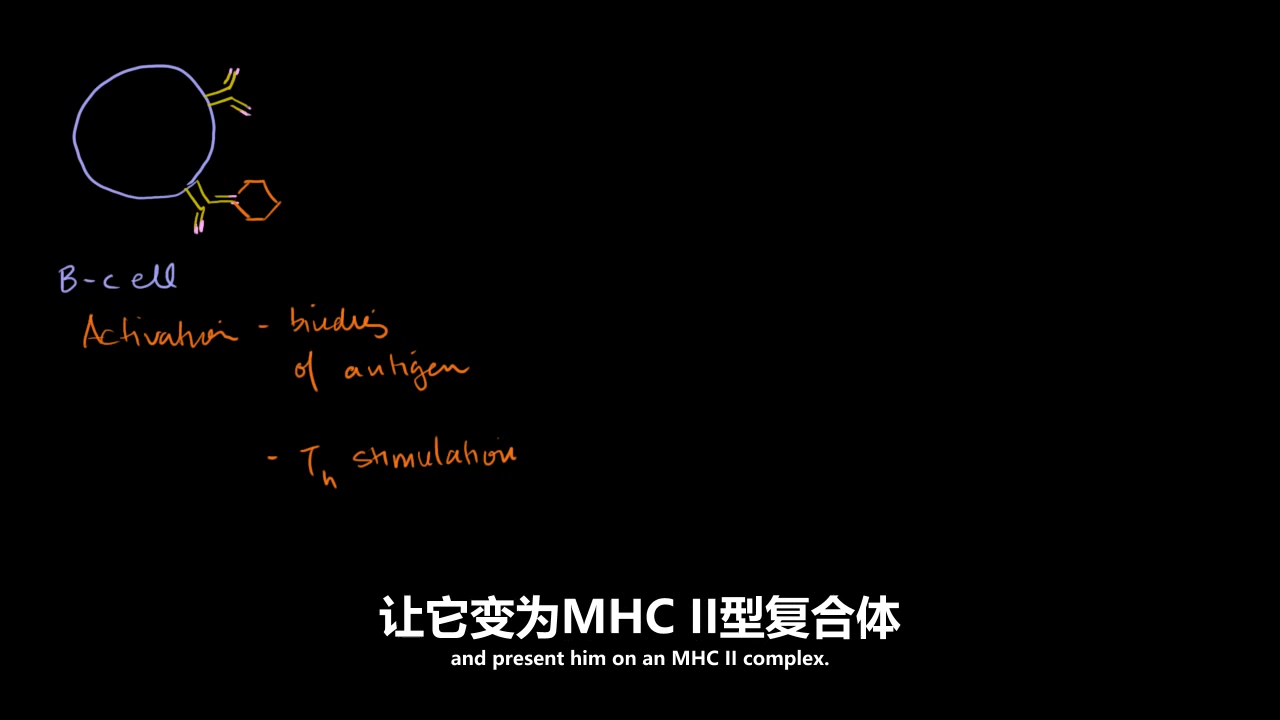 B-cell
Activation - binding
of antigen
- Th stimulation
让它变为MHC II型复合体
and present him on an MHC II complex.